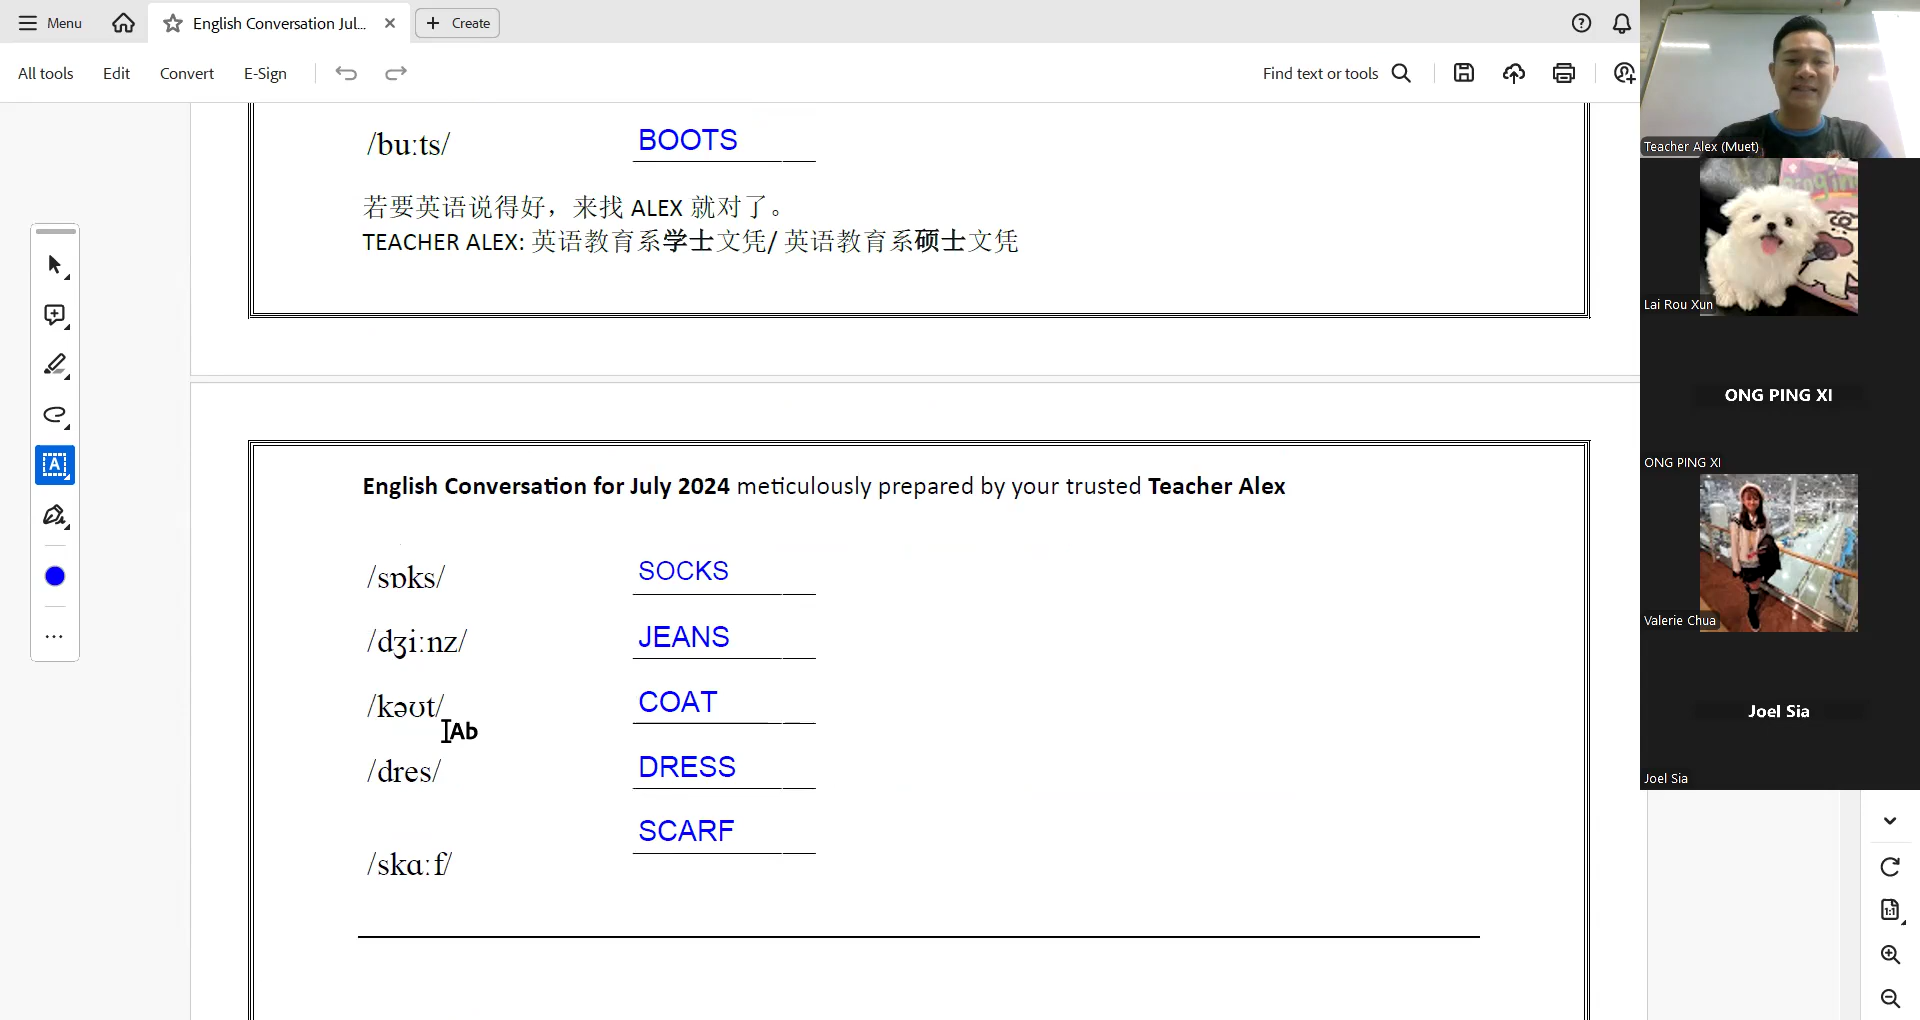 Menu
English Conversation Jul...
Create
All tools
Edit
Convert
E-Sign
Find text or tools
/buːts/ BOOTS
若要英语说得好，来找 ALEX 就对了。
TEACHER ALEX: 英语教育系学士文凭/ 英语教育系硕士文凭
English Conversation for July 2024 meticulously prepared by your trusted Teacher Alex
/sɒks/ SOCKS
/dʒiːnz/ JEANS
/kəʊt/ COAT
Ab
/dres/ DRESS
/skɑːf/ SCARF
Teacher Alex (Muet)
Lai Rou Xun
ONG PING XI
ONG PING XI
Valerie Chua
Joel Sia
Joel Sia